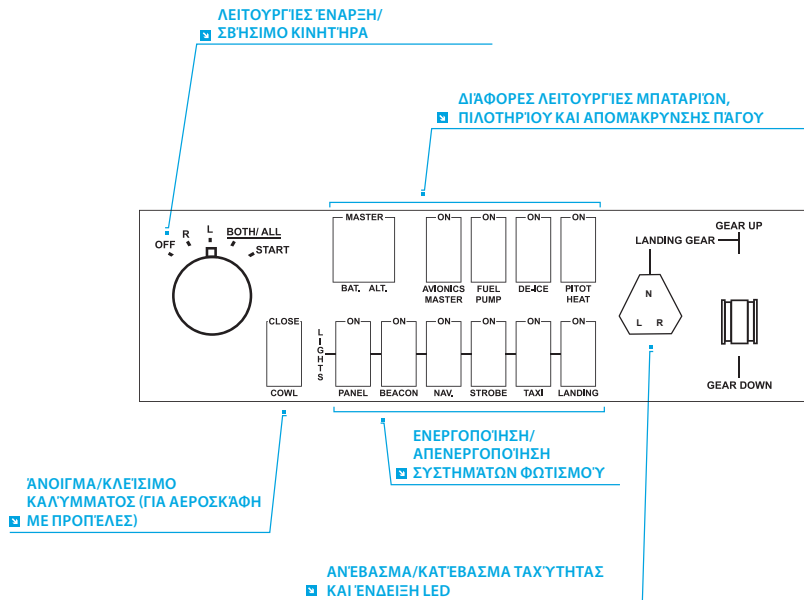 ΛΕΙΤΟΥΡΓΊΕΣ ΈΝΑΡΞΗ/
ΣΒΉΣΙΜΟ ΚΙΝΗΤΉΡΑ
ΔΙΆΦΟΡΕΣ ΛΕΙΤΟΥΡΓΊΕΣ ΜΠΑΤΑΡΙΏΝ,
ΠΙΛΟΤΗΡΊΟΥ ΚΑΙ ΑΠΟΜΆΚΡΥΝΣΗΣ ΠΆΓΟΥ
OFF R L BOTH/ ALL START
MASTER ON ON ON ON
BAT. ALT. AVIONICS MASTER FUEL PUMP DE-ICE PITOT HEAT
LANDING GEAR GEAR UP
N
L R
GEAR DOWN
CLOSE
COWL
LIGHTS
ON ON ON ON ON ON
PANEL BEACON NAV. STROBE TAXI LANDING
ΕΝΕΡΓΟΠΟΊΗΣΗ/
ΑΠΕΝΕΡΓΟΠΟΊΗΣΗ
ΣΥΣΤΗΜΆΤΩΝ ΦΩΤΙΣΜΟΎ
ΆΝΟΙΓΜΑ/ΚΛΕΊΣΙΜΟ
ΚΑΛΎΜΜΑΤΟΣ (ΓΙΑ ΑΕΡΟΣΚΆΦΗ
ΜΕ ΠΡΟΠΈΛΕΣ)
ΑΝΈΒΑΣΜΑ/ΚΑΤΈΒΑΣΜΑ ΤΑΧΎΤΗΤΑΣ
ΚΑΙ ΈΝΔΕΙΞΗ LED